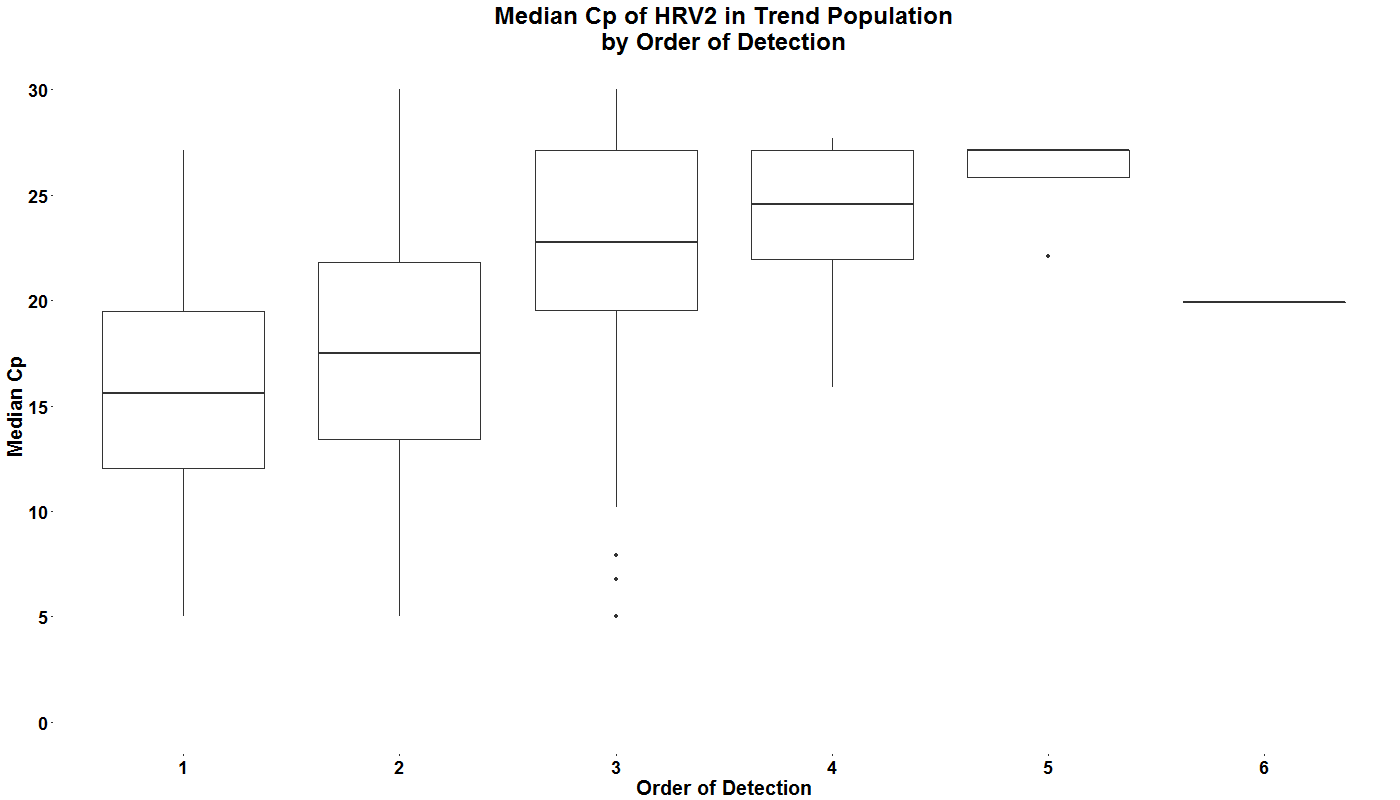 Median Cp of HRV2 in Trend Population
by Order of Detection
30
25
20
15
10
5
0
Median Cp
1 2 3 4 5 6
Order of Detection